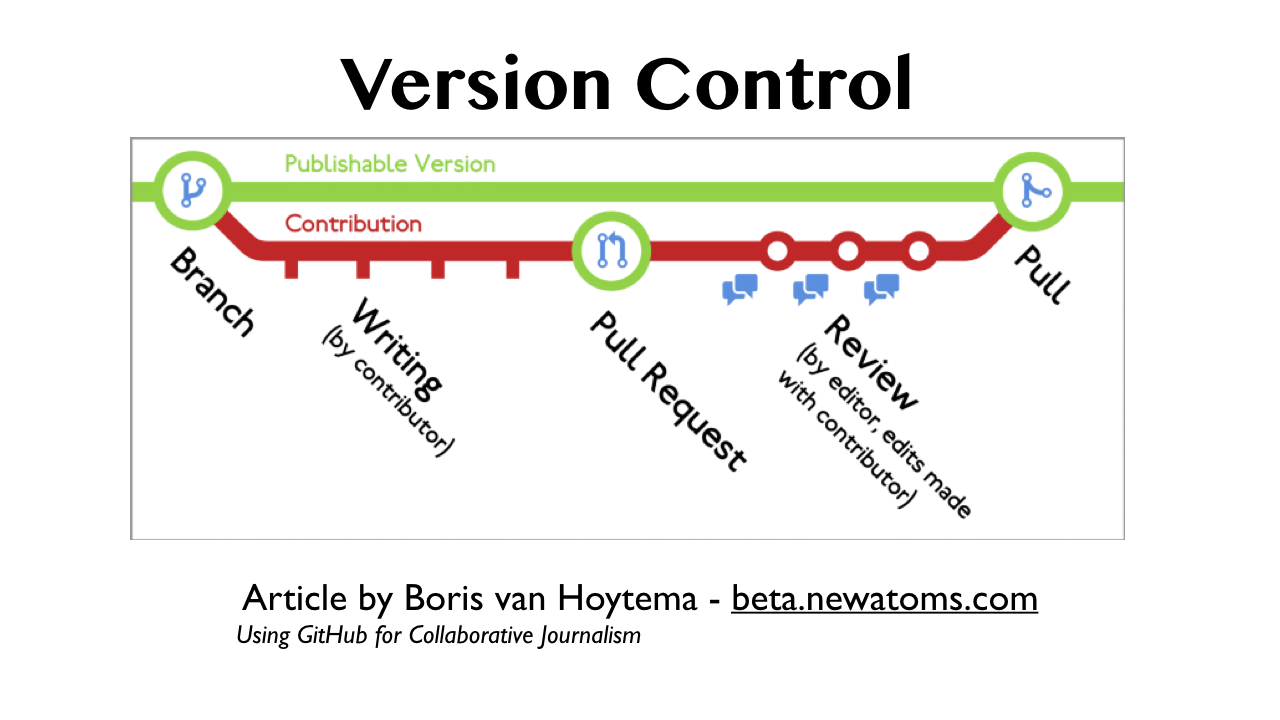 Version Control
Publishable Version
Contribution
Branch
Writing
(by contributor)
Pull Request
Review
(by editor, edits made
with contributor)
Pull
Article by Boris van Hoytema - beta.newatoms.com
Using GitHub for Collaborative Journalism